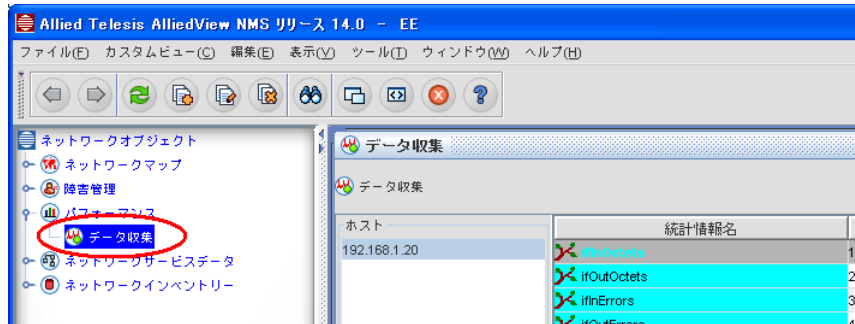 Allied Telesis AlliedView NMS リリース 14.0 － EE
ファイル(F) カスタムビュー(C) 編集(E) 表示(V) ツール(T) ウィンドウ(W) ヘルプ(H)
ネットワークオブジェクト
ネットワークマップ
障害管理
パフォーマンス
データ収集
ネットワークサービスデータ
ネットワークインベントリー
データ収集
データ収集
ホスト
192.168.1.20
統計情報名
ifInOctets 1
ifOutOctets 2
ifInErrors 3
ifOutErrors 4